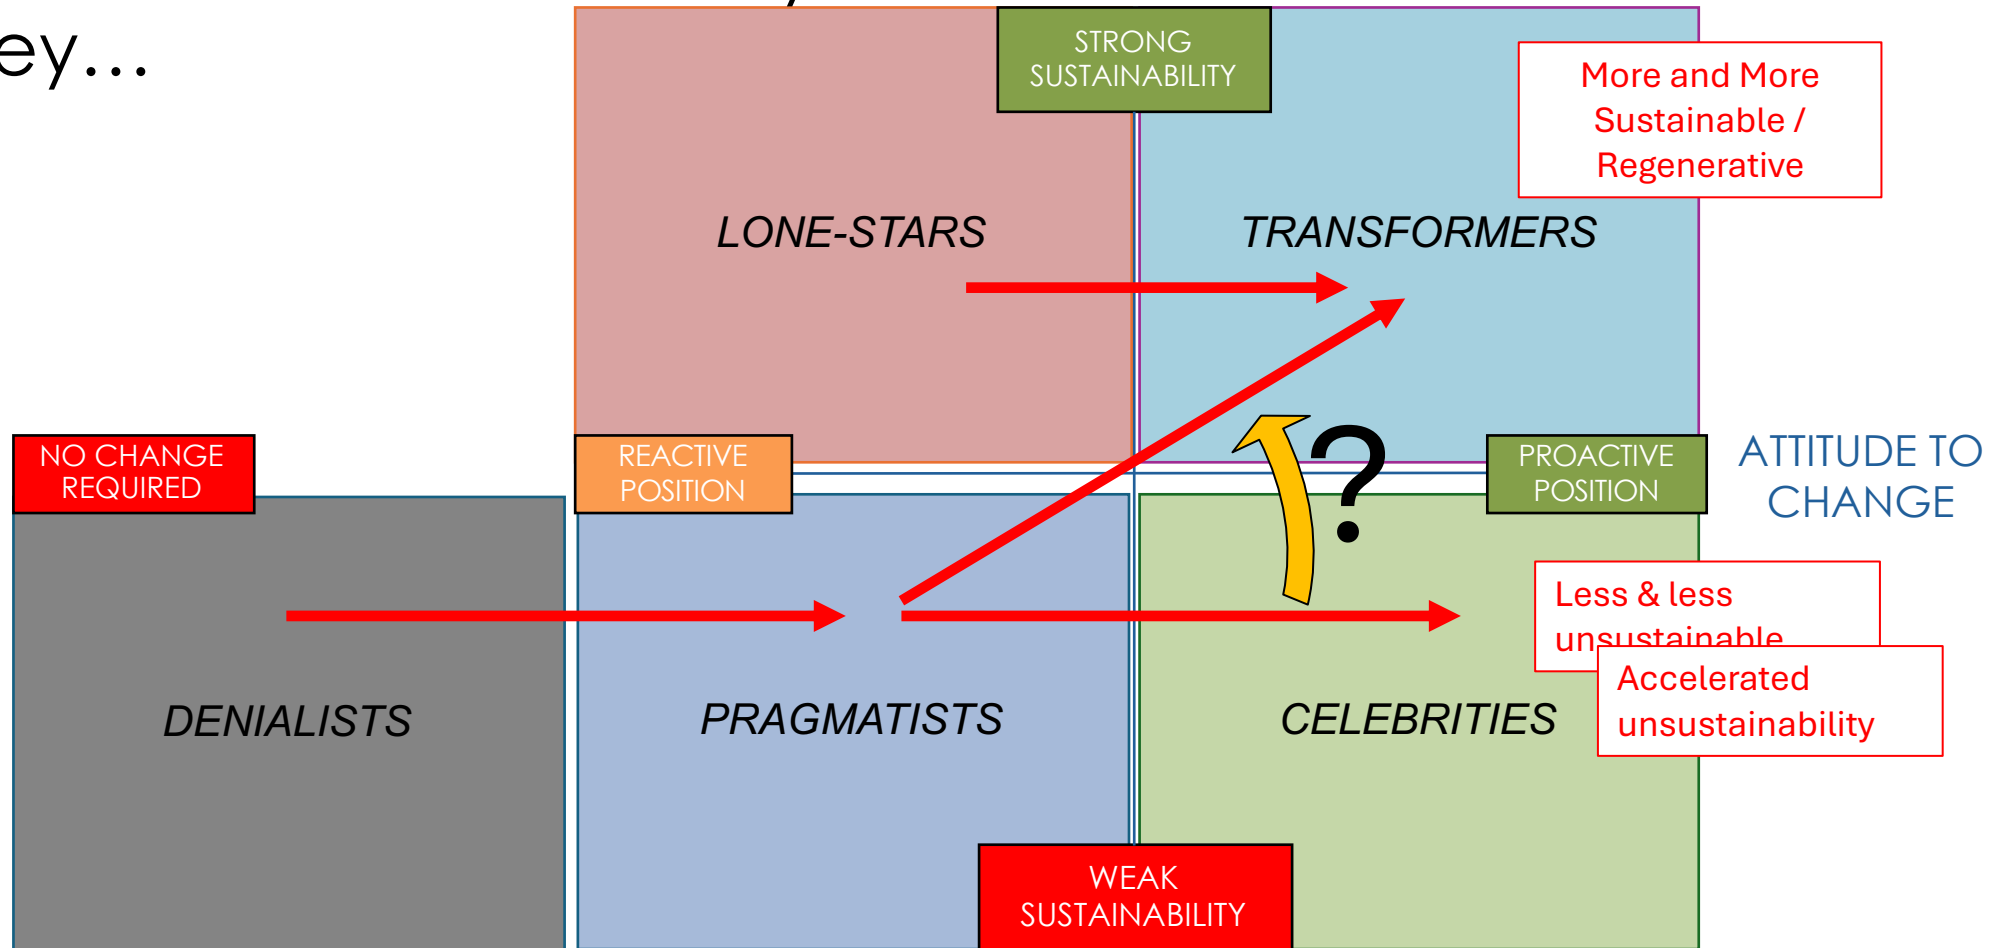 ey...
STRONG
SUSTAINABILITY
More and More
Sustainable /
Regenerative
LONE-STARS
TRANSFORMERS
NO CHANGE
REQUIRED
REACTIVE
POSITION
?
PROACTIVE
POSITION
ATTITUDE TO
CHANGE
Less & less
unsustainable
Accelerated
unsustainability
DENIALISTS
PRAGMATISTS
CELEBRITIES
WEAK
SUSTAINABILITY